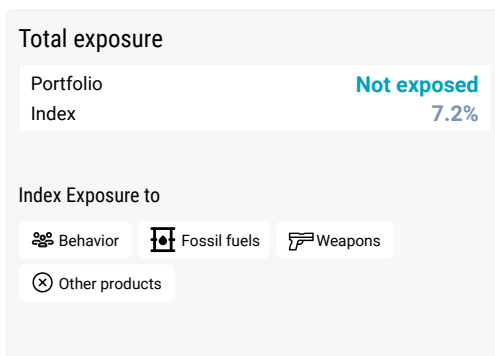 Total exposure
Portfolio Not exposed
Index 7.2%
Index Exposure to
Behavior Fossil fuels Weapons
Other products